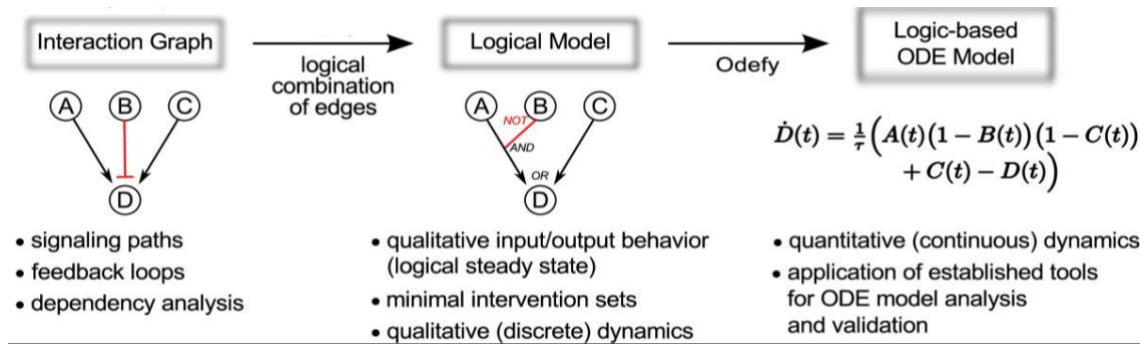 Interaction Graph
logical
combination
of edges
Logical Model
Odefy
Logic-based
ODE Model
A B C
D
A B C
NOT
AND
OR
D
Ḋ(t) = 1/τ (A(t)(1 − B(t))(1 − C(t))
+ C(t) − D(t))
• signaling paths
• feedback loops
• dependency analysis
• qualitative input/output behavior
(logical steady state)
• minimal intervention sets
• qualitative (discrete) dynamics
• quantitative (continuous) dynamics
• application of established tools
for ODE model analysis
and validation